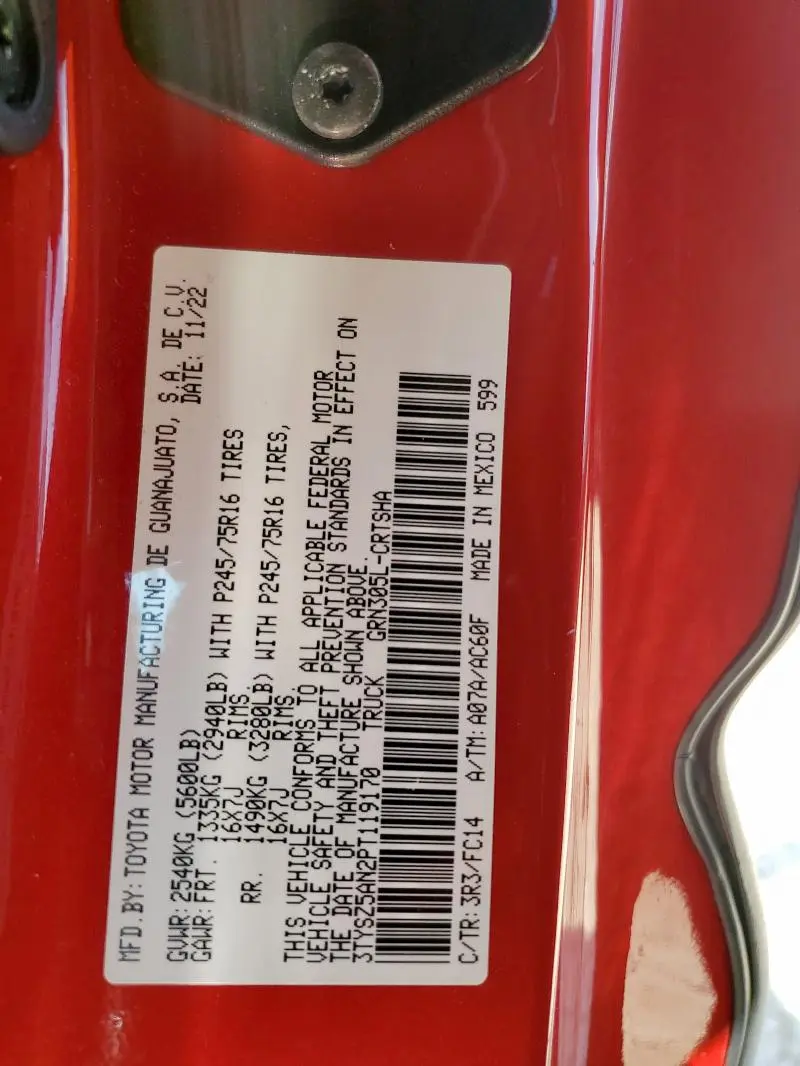 MFD.BY:TOYOTA MOTOR MANUFACTURING DE GUANAJUATO, S.A. DE C.V.
DATE: 11/22
GVWR:2540KG (5600LB)
GAWR:FRT. 1335KG (2940LB) WITH P245/75R16 TIRES
16X7J RIMS.
RR. 1490KG (3280LB) WITH P245/75R16 TIRES,
16X7J RIMS.
THIS VEHICLE CONFORMS TO ALL APPLICABLE FEDERAL MOTOR
VEHICLE SAFETY AND THEFT PREVENTION STANDARDS IN EFFECT ON
THE DATE OF MANUFACTURE SHOWN ABOVE.
3TYSZ5AN2PT119170 TRUCK GRN305L-CRTSHA
C/TR:3R3/FC14 A/TM:A07A/AC60F MADE IN MEXICO 599